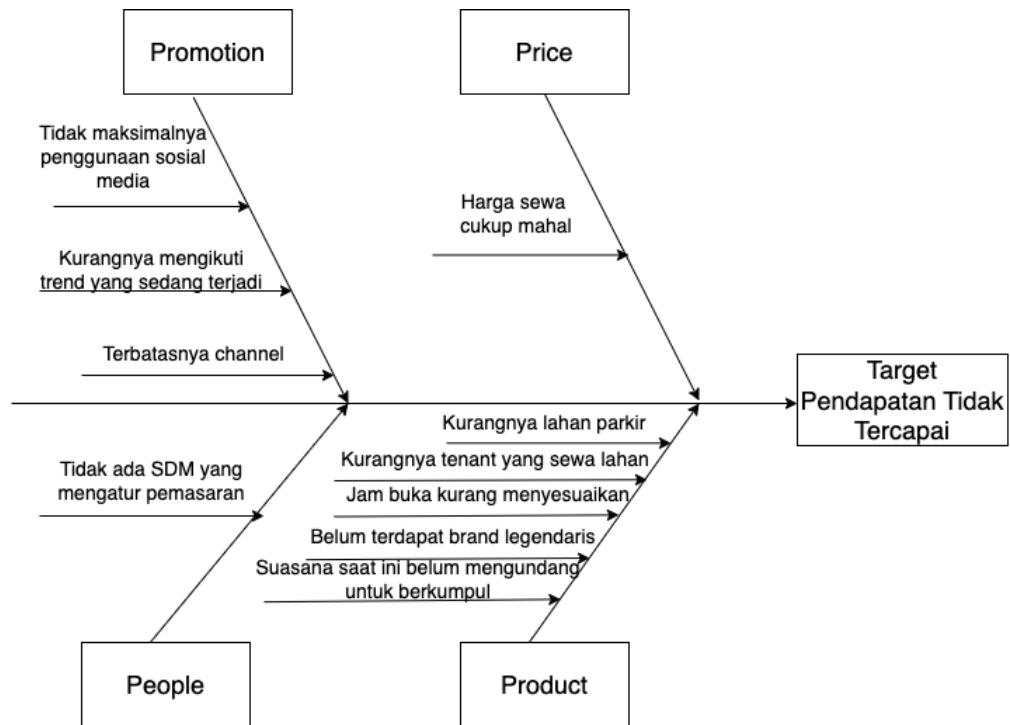 Promotion
Price
Tidak maksimalnya
penggunaan sosial
media
Harga sewa
cukup mahal
Kurangnya mengikuti
trend yang sedang terjadi
Terbatasnya channel
Target
Pendapatan Tidak
Tercapai
Kurangnya lahan parkir
Tidak ada SDM yang
mengatur pemasaran
Kurangnya tenant yang sewa lahan
Jam buka kurang menyesuaikan
Belum terdapat brand legendaris
Suasana saat ini belum mengundang
untuk berkumpul
People
Product